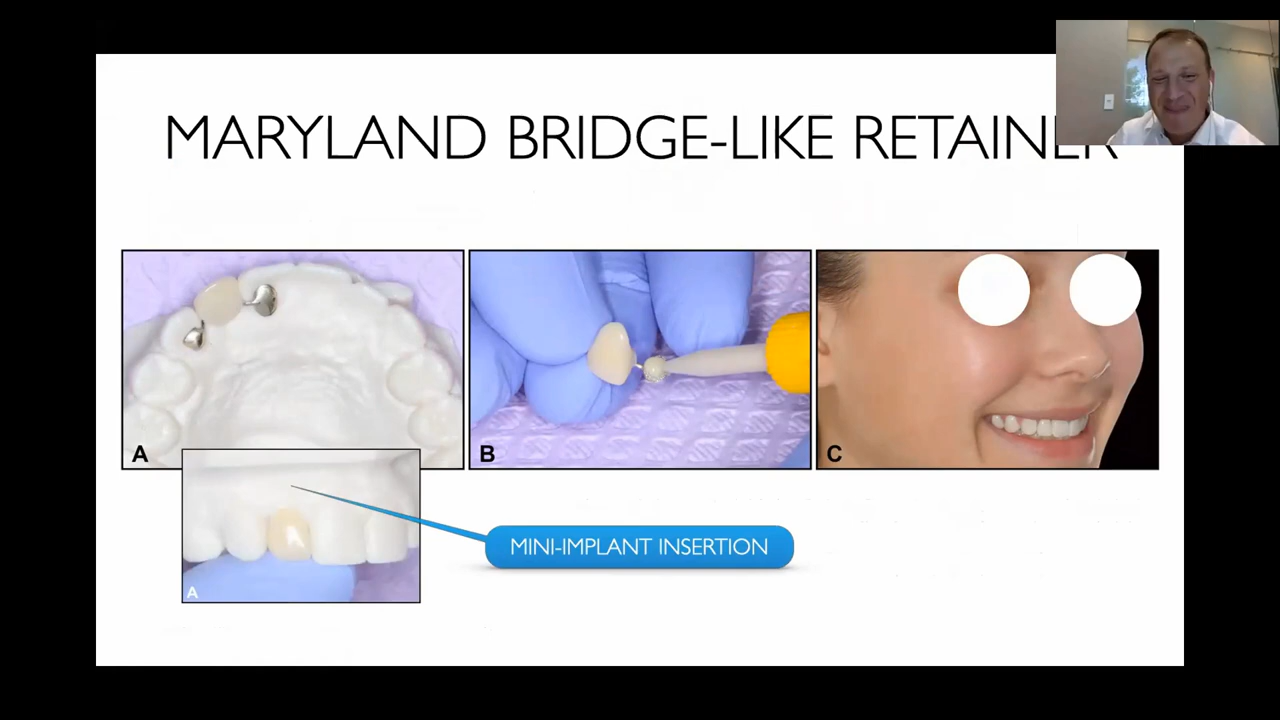 MARYLAND BRIDGE-LIKE RETAINER
A
B
C
MINI-IMPLANT INSERTION
A